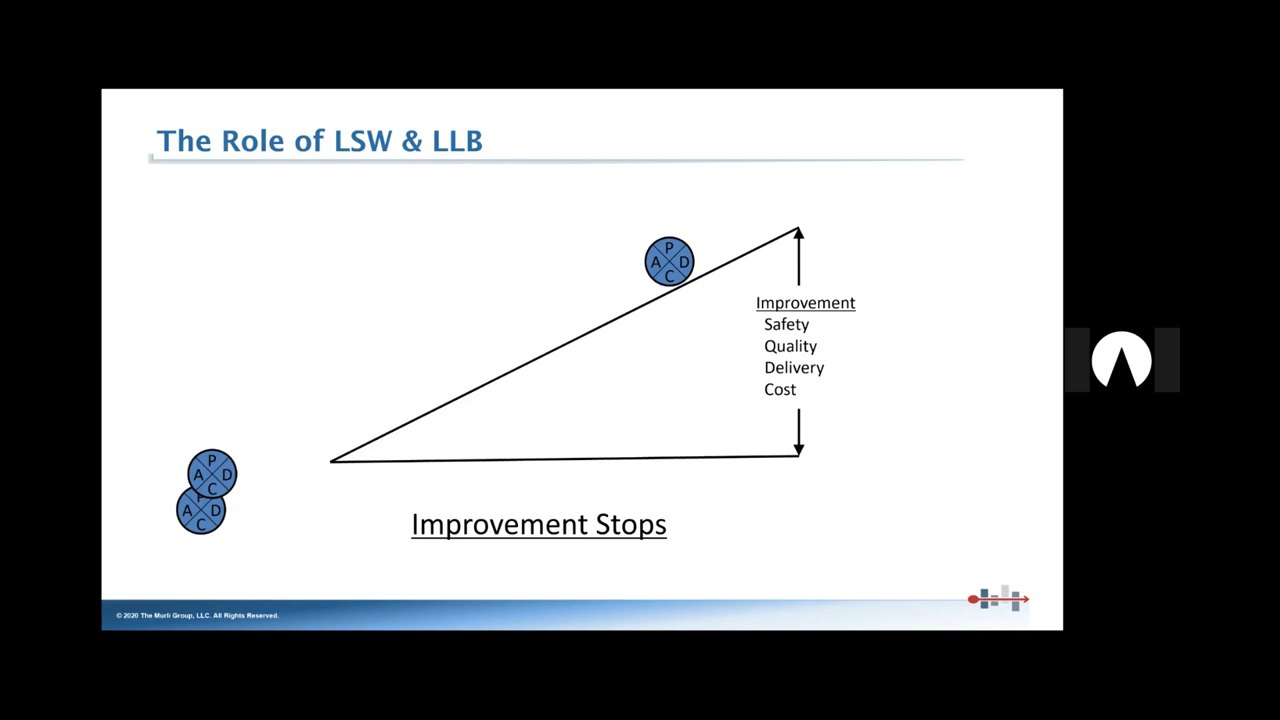 The Role of LSW & LLB
P
A D
C
Improvement
Safety
Quality
Delivery
Cost
P
A D
C
P
A D
C
Improvement Stops
© 2020 The Murli Group, LLC. All Rights Reserved.